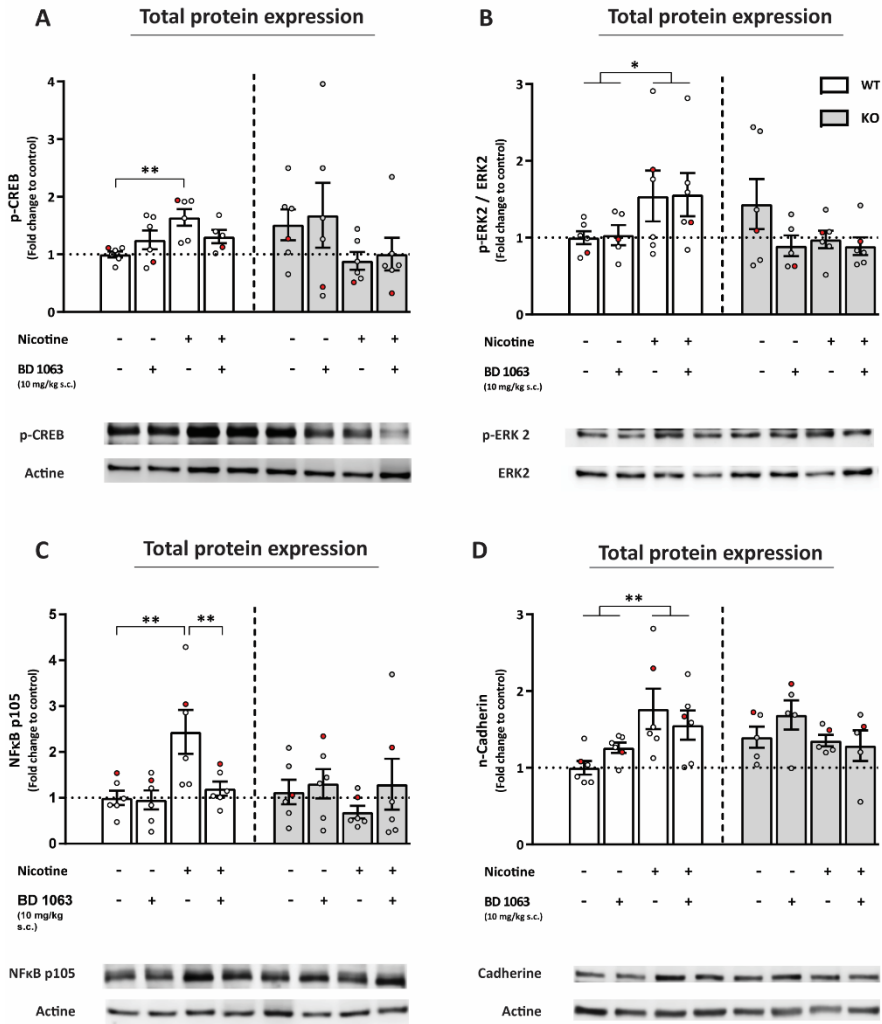 A
Total protein expression
p-CREB
(Fold change to control)
4
3
2
1
0
**
Nicotine - - + + - - + +
BD 1063 - + - + - + - +
(10 mg/kg s.c.)
p-CREB
Actine
B
Total protein expression
p-ERK2 / ERK2
(Fold change to control)
3
2
1
0
*
WT
KO
Nicotine - - + + - - + +
BD 1063 - + - + - + - +
(10 mg/kg s.c.)
p-ERK 2
ERK2
C
Total protein expression
NFκB p105
(Fold change to control)
5
4
3
2
1
0
** **
Nicotine - - + + - - + +
BD 1063 - + - + - + - +
(10 mg/kg
s.c.)
NFκB p105
Actine
D
Total protein expression
n-Cadherin
(Fold change to control)
3
2
1
0
**
Nicotine - - + + - - + +
BD 1063 - + - + - + - +
(10 mg/kg s.c.)
Cadherine
Actine